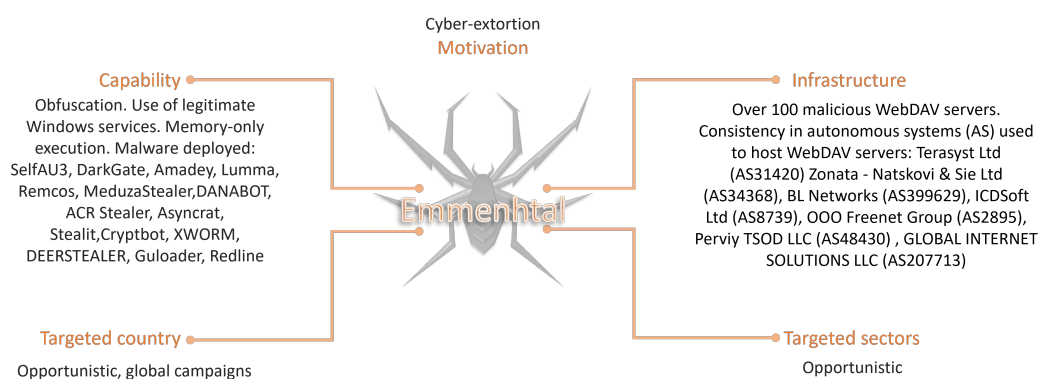 Cyber-extortion
Motivation
Capability
Obfuscation. Use of legitimate
Windows services. Memory-only
execution. Malware deployed:
SelfAU3, DarkGate, Amadey, Lumma,
Remcos, MeduzaStealer,DANABOT,
ACR Stealer, Asyncrat,
Stealit,Cryptbot, XWORM,
DEERSTEALER, Guloader, Redline
Infrastructure
Over 100 malicious WebDAV servers.
Consistency in autonomous systems (AS) used
to host WebDAV servers: Terasyst Ltd
(AS31420) Zonata - Natskovi & Sie Ltd
(AS34368), BL Networks (AS399629), ICDSoft
Ltd (AS8739), OOO Freenet Group (AS2895),
Perviy TSOD LLC (AS48430) , GLOBAL INTERNET
SOLUTIONS LLC (AS207713)
Emmenhtal
Targeted country
Opportunistic, global campaigns
Targeted sectors
Opportunistic